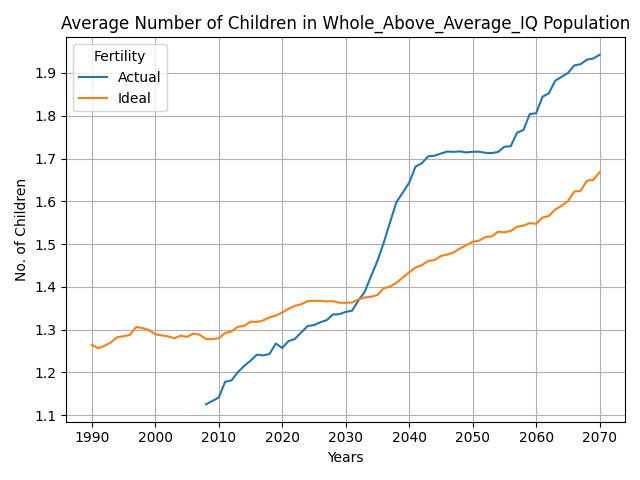 Average Number of Children in Whole_Above_Average_IQ Population
Fertility
Actual
Ideal
1.9
1.8
1.7
1.6
1.5
1.4
1.3
1.2
1.1
No. of Children
1990 2000 2010 2020 2030 2040 2050 2060 2070
Years